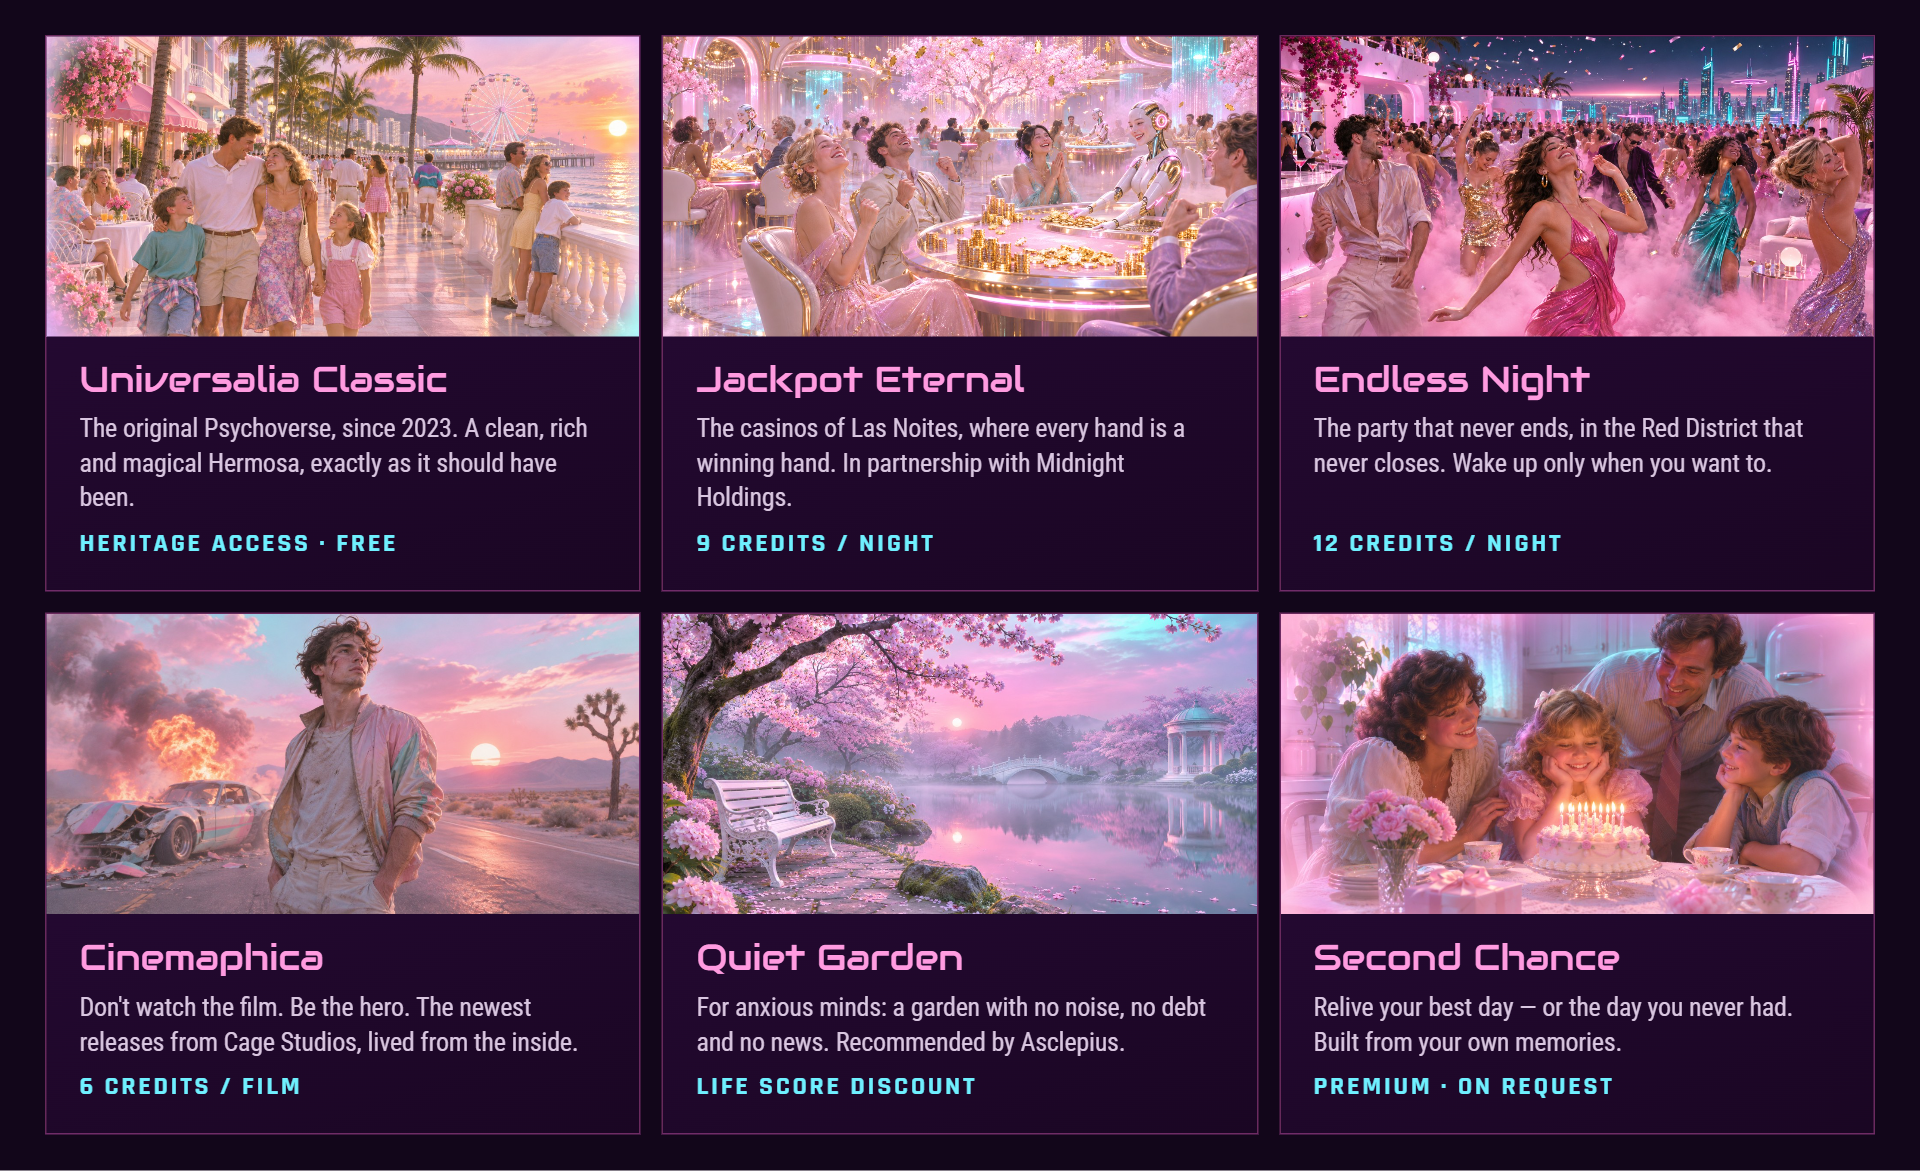 Universalia Classic
The original Psychoverse, since 2023. A clean, rich
and magical Hermosa, exactly as it should have
been.
HERITAGE ACCESS · FREE
Jackpot Eternal
The casinos of Las Noites, where every hand is a
winning hand. In partnership with Midnight
Holdings.
9 CREDITS / NIGHT
Endless Night
The party that never ends, in the Red District that
never closes. Wake up only when you want to.
12 CREDITS / NIGHT
Cinemaphica
Don't watch the film. Be the hero. The newest
releases from Cage Studios, lived from the inside.
6 CREDITS / FILM
Quiet Garden
For anxious minds: a garden with no noise, no debt
and no news. Recommended by Asclepius.
LIFE SCORE DISCOUNT
Second Chance
Relive your best day — or the day you never had.
Built from your own memories.
PREMIUM · ON REQUEST